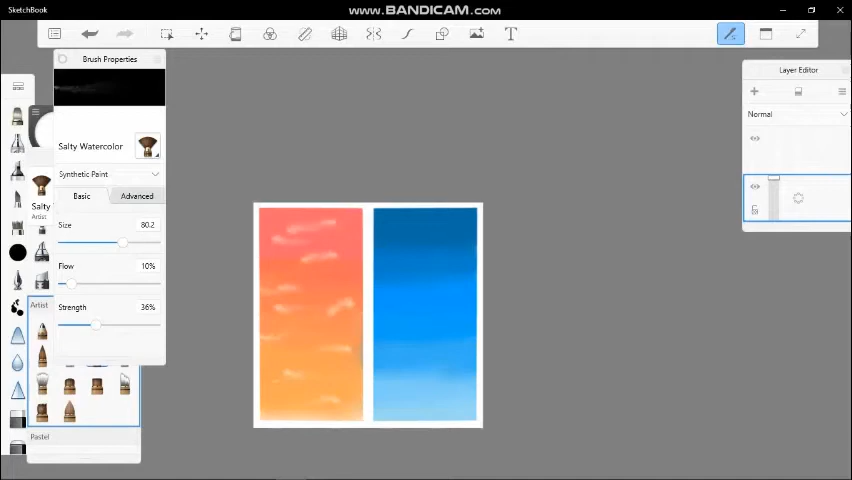 SketchBook
www.BANDICAM.com
Brush Properties
Salty Watercolor
Synthetic Paint
Basic
Advanced
Size
80.2
Flow
10%
Strength
36%
Salty
Artist
Artist
Pastel
Layer Editor
Normal